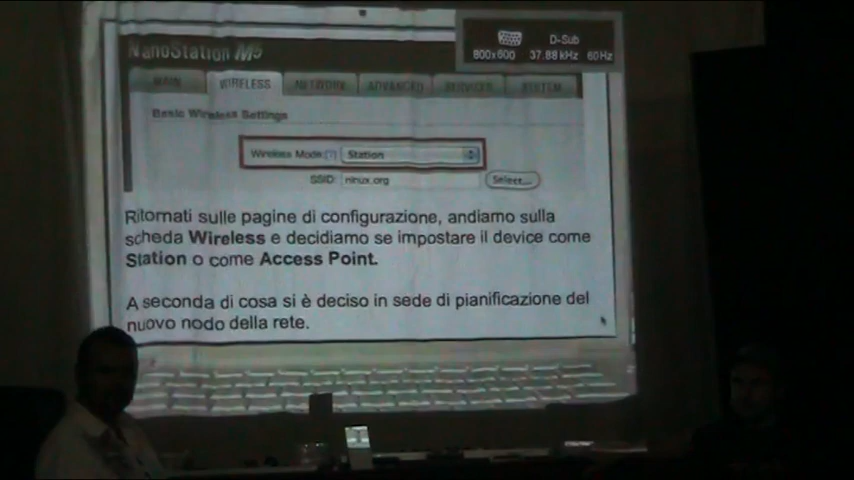 NanoStation M5
D-Sub
800x600 37.88kHz 60Hz
MAIN WIRELESS NETWORK ADVANCED SERVICES SYSTEM
Basic Wireless Settings
Wireless Mode:[?] Station
SSID: ninux.org Select...
Ritornati sulle pagine di configurazione, andiamo sulla
scheda Wireless e decidiamo se impostare il device come
Station o come Access Point.
A seconda di cosa si è deciso in sede di pianificazione del
nuovo nodo della rete.